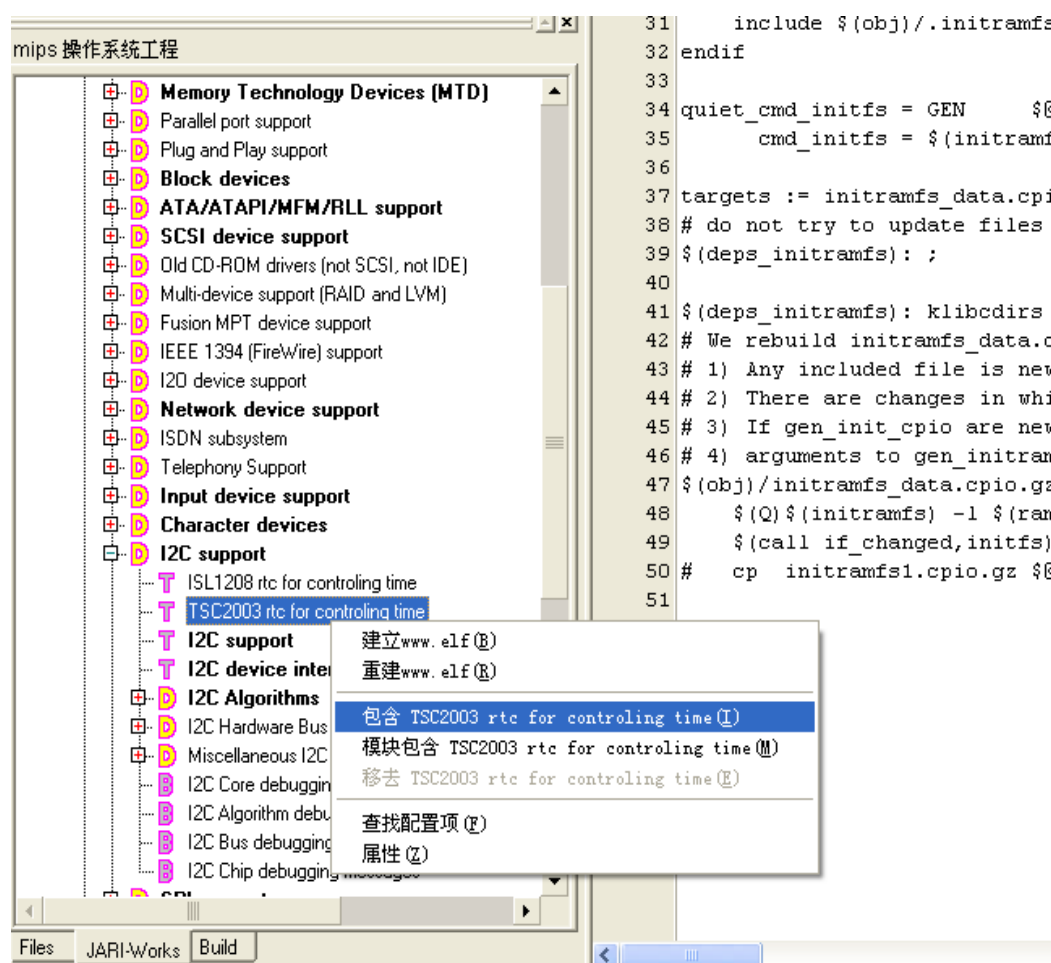 mips 操作系统工程
Memory Technology Devices (MTD)
Parallel port support
Plug and Play support
Block devices
ATA/ATAPI/MFM/RLL support
SCSI device support
Old CD-ROM drivers (not SCSI, not IDE)
Multi-device support (RAID and LVM)
Fusion MPT device support
IEEE 1394 (FireWire) support
I2O device support
Network device support
ISDN subsystem
Telephony Support
Input device support
Character devices
I2C support
ISL1208 rtc for controling time
TSC2003 rtc for controling time
I2C support
I2C device inter
I2C Algorithms
I2C Hardware Bus
Miscellaneous I2C
I2C Core debuggin
I2C Algorithm debu
I2C Bus debugging
I2C Chip debugging
建立www.elf(B)
重建www.elf(R)
包含 TSC2003 rtc for controling time(I)
模块包含 TSC2003 rtc for controling time(M)
移去 TSC2003 rtc for controling time(E)
查找配置项(F)
属性(Z)
Files
JARI-Works
Build
31 include $(obj)/.initramfs
32 endif
33
34 quiet_cmd_initfs = GEN $@
35 cmd_initfs = $(initramf
36
37 targets := initramfs_data.cpi
38 # do not try to update files
39 $(deps_initramfs): ;
40
41 $(deps_initramfs): klibcdirs
42 # We rebuild initramfs_data.c
43 # 1) Any included file is new
44 # 2) There are changes in whi
45 # 3) If gen_init_cpio are new
46 # 4) arguments to gen_initram
47 $(obj)/initramfs_data.cpio.gz
48 $(Q)$(initramfs) -l $(ram
49 $(call if_changed,initfs)
50 # cp initramfs1.cpio.gz $@
51